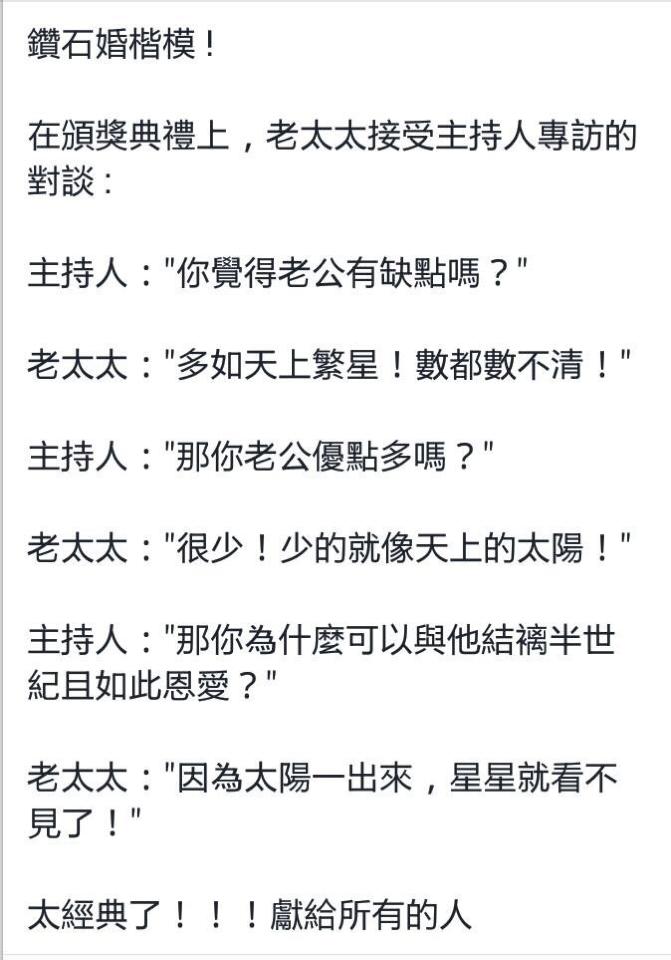 鑽石婚楷模！
在頒獎典禮上，老太太接受主持人專訪的
對談：
主持人："你覺得老公有缺點嗎？"
老太太："多如天上繁星！數都數不清！"
主持人："那你老公優點多嗎？"
老太太："很少！少的就像天上的太陽！"
主持人："那你為什麼可以與他結褵半世
紀且如此恩愛？"
老太太："因為太陽一出來，星星就看不
見了！"
太經典了！！！獻給所有的人